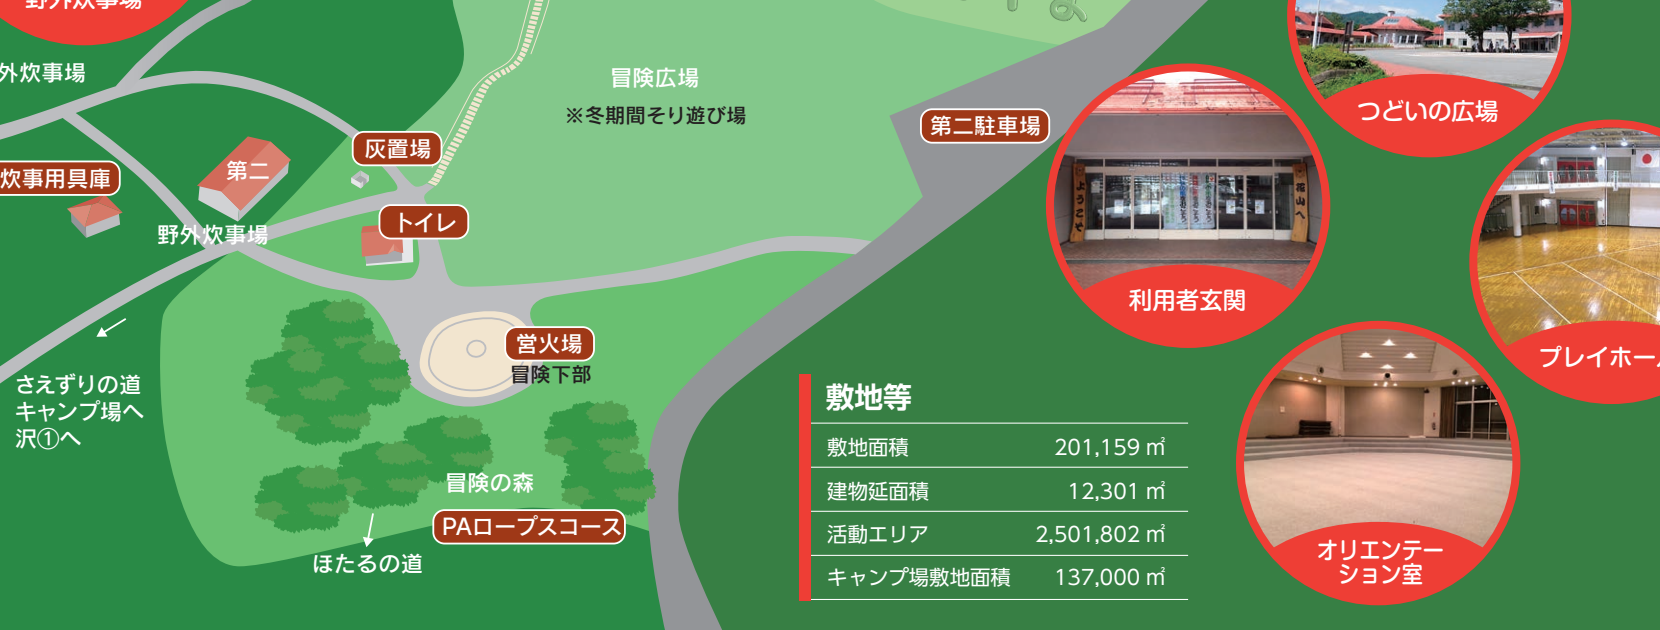 野外炊事場
外炊事場
冒険広場
※冬期間そり遊び場
第二駐車場
つどいの広場
灰置場
第二
炊事用具庫
トイレ
野外炊事場
ようこそ
花山へ
利用者玄関
営火場
冒険下部
プレイホー
さえずりの道
キャンプ場へ
沢①へ
敷地等
敷地面積 201,159 ㎡
建物延面積 12,301 ㎡
活動エリア 2,501,802 ㎡
キャンプ場敷地面積 137,000 ㎡
冒険の森
PAロープスコース
ほたるの道
オリエンテー
ション室